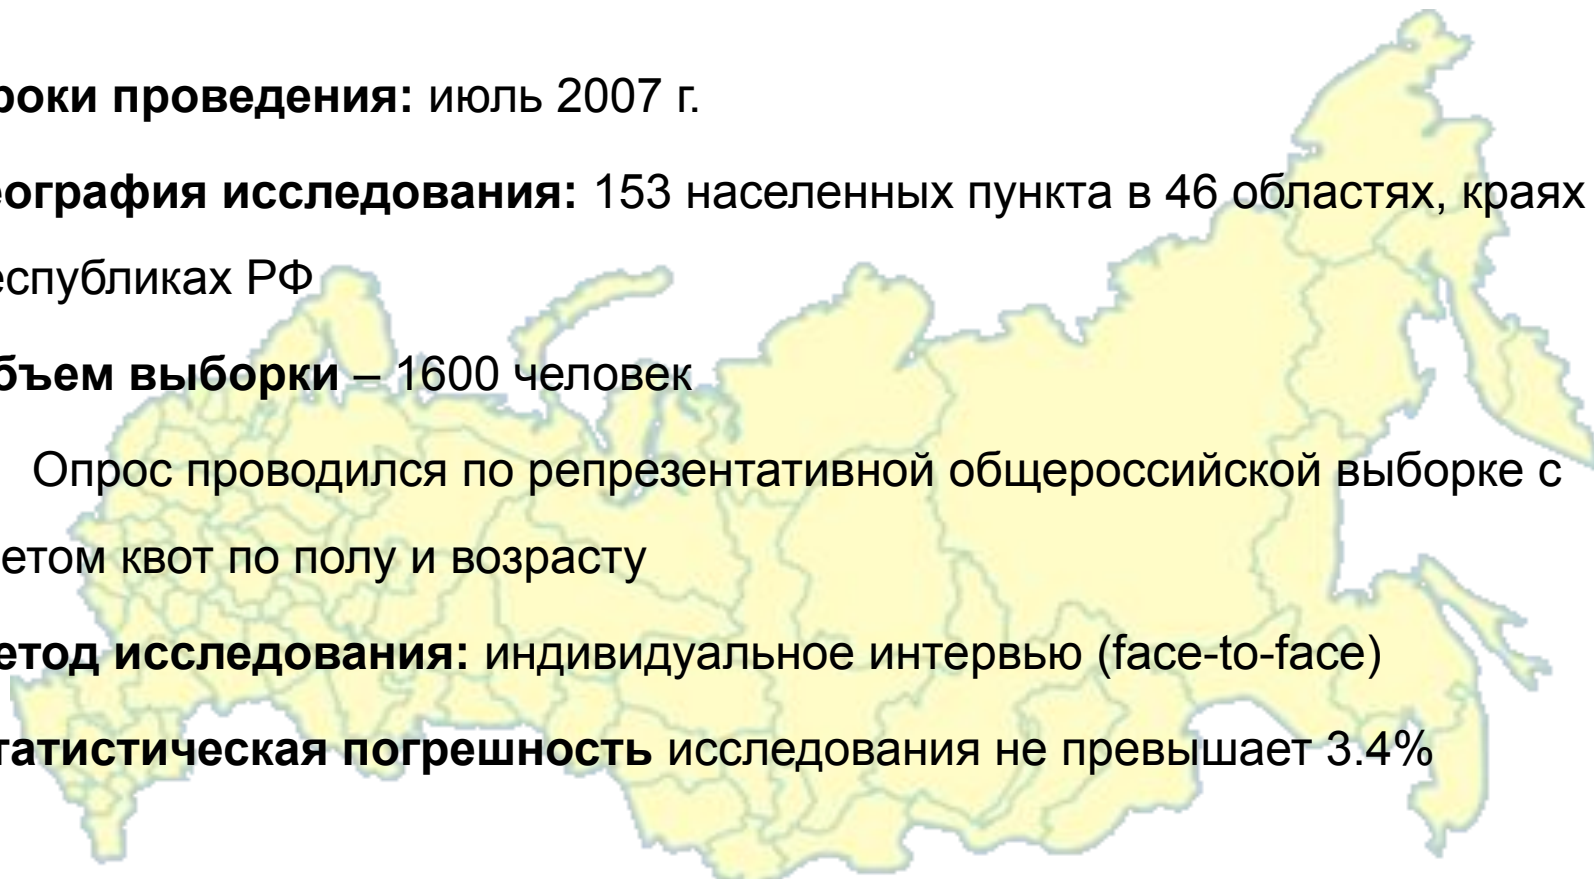 роки проведения: июль 2007 г.
еография исследования: 153 населенных пункта в 46 областях, краях
еспубликах РФ
бъем выборки – 1600 человек
Опрос проводился по репрезентативной общероссийской выборке с
етом квот по полу и возрасту
етод исследования: индивидуальное интервью (face-to-face)
татистическая погрешность исследования не превышает 3.4%